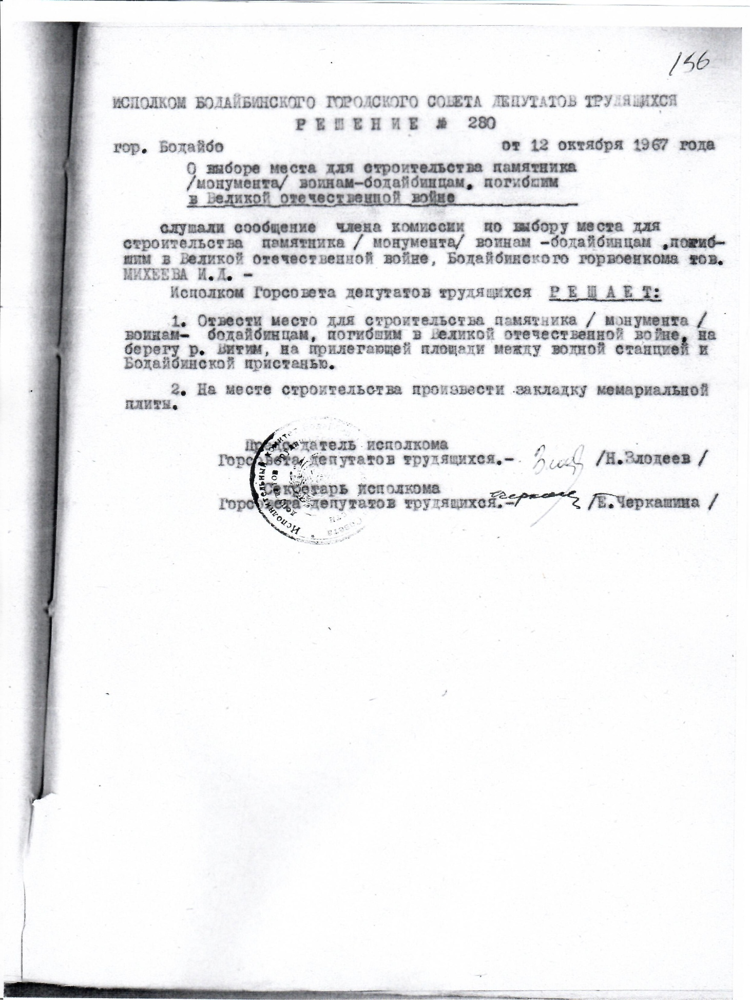 156
ИСПОЛКОМ БОДАЙБИНСКОГО ГОРОДСКОГО СОВЕТА ДЕПУТАТОВ ТРУДЯЩИХСЯ
Р Е Ш Е Н И Е № 280
гор. Бодайбо от 12 октября 1967 года
О выборе места для строительства памятника
/монумента/ воинам-бодайбинцам, погибшим
в Великой отечественной войне
слушали сообщение члена комиссии по выбору места для
строительства памятника / монумента/ воинам -бодайбинцам ,погиб-
шим в Великой отечественной войне, Бодайбинского горвоенкома тов.
МИХЕЕВА И.Д. -
Исполком Горсовета депутатов трудящихся Р Е Ш А Е Т:
1. Отвести место для строительства памятника / монумента /
воинам- бодайбинцам, погибшим в Великой отечественной войне, на
берегу р. Витим, на прилегающей площади между водной станцией и
Бодайбинской пристанью.
2. На месте строительства произвести закладку мемариальной
плиты.
Председатель исполкома
Горсовета депутатов трудящихся.- /Н.Злодеев /
Секретарь исполкома
Горсовета депутатов трудящихся.- /Е.Черкашина /
Исполнительный комитет Совета
депутатов